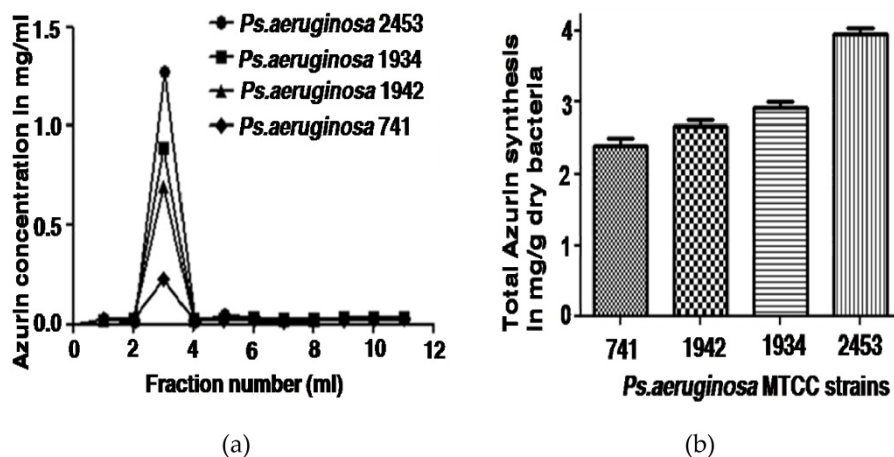 Azurin concentration In mg/ml
1.5
1.0
0.5
0.0
0 2 4 6 8 10 12
Fraction number (ml)
Ps.aeruginosa 2453
Ps.aeruginosa 1934
Ps.aeruginosa 1942
Ps.aeruginosa 741
(a)
Total Azurin synthesis
In mg/g dry bacteria
4
3
2
1
0
741 1942 1934 2453
Ps.aeruginosa MTCC strains
(b)